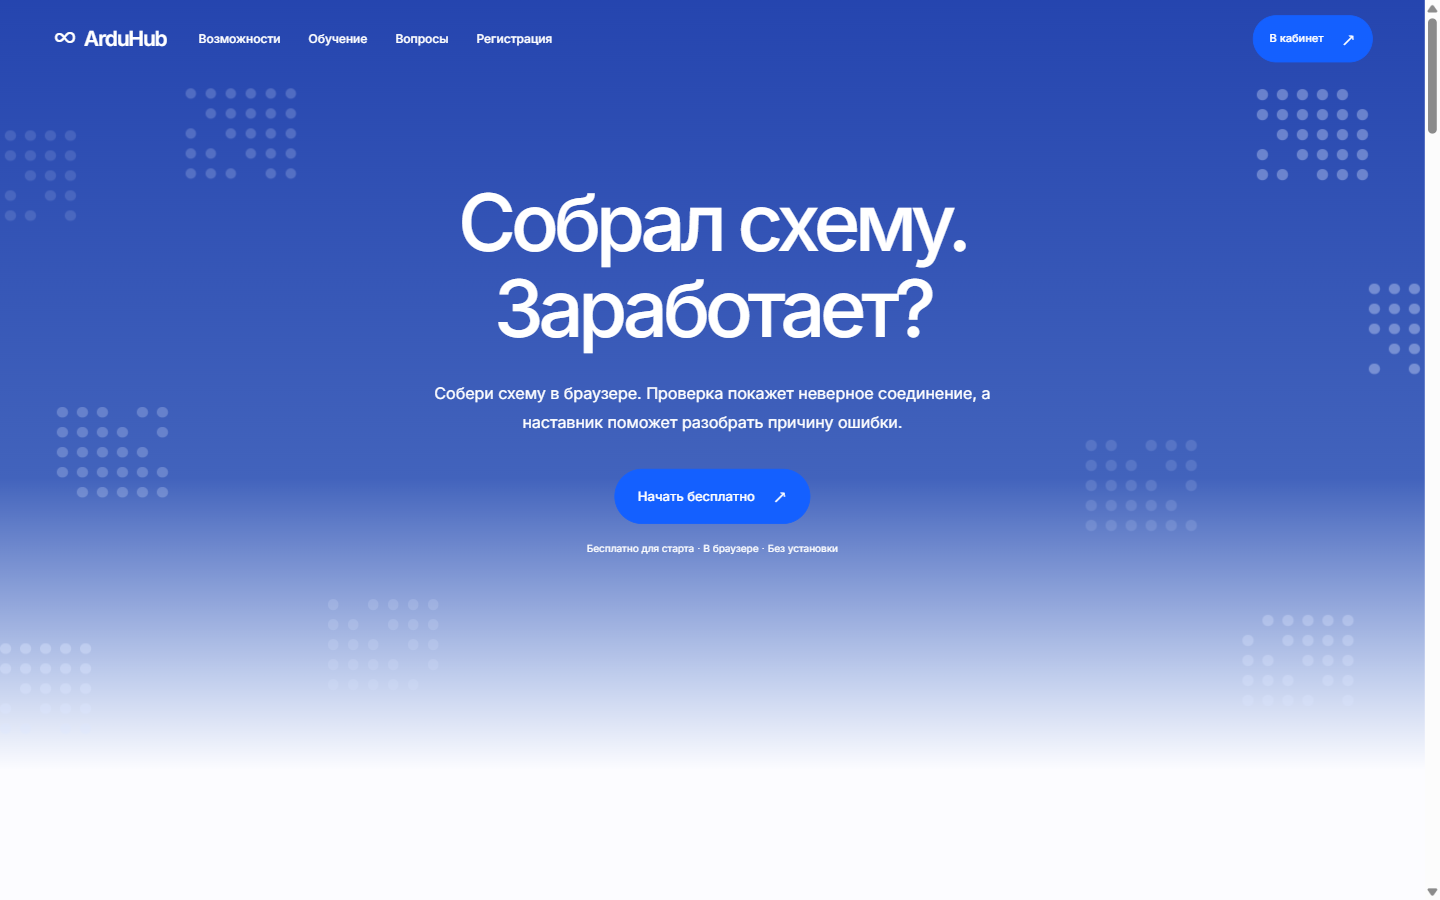 ArduHub
Возможности
Обучение
Вопросы
Регистрация
В кабинет ↗
Собрал схему.
Заработает?
Собери схему в браузере. Проверка покажет неверное соединение, а
наставник поможет разобрать причину ошибки.
Начать бесплатно ↗
Бесплатно для старта · В браузере · Без установки